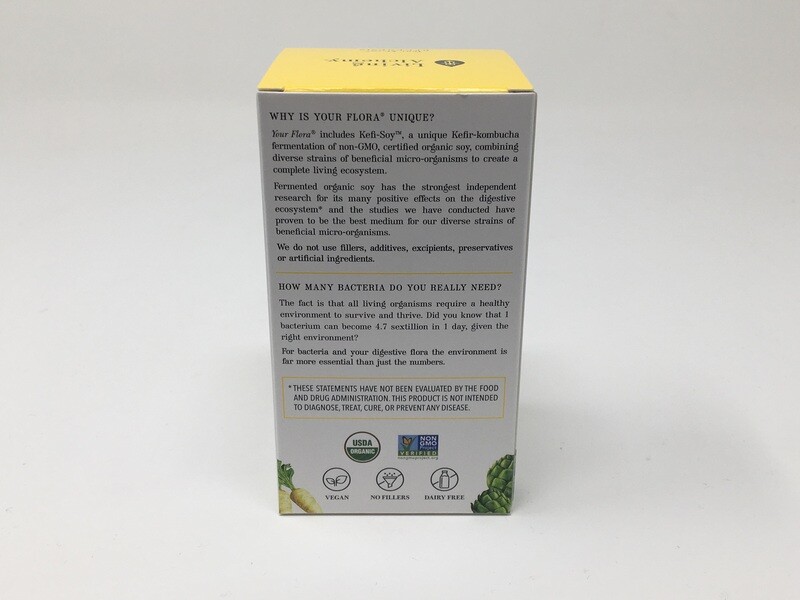 Living
Alchemy
WHY IS YOUR FLORA® UNIQUE?
Your Flora® includes Kefi-Soy™, a unique Kefir-kombucha
fermentation of non-GMO, certified organic soy, combining
diverse strains of beneficial micro-organisms to create a
complete living ecosystem.
Fermented organic soy has the strongest independent
research for its many positive effects on the digestive
ecosystem* and the studies we have conducted have
proven to be the best medium for our diverse strains of
beneficial micro-organisms.
We do not use fillers, additives, excipients, preservatives
or artificial ingredients.
HOW MANY BACTERIA DO YOU REALLY NEED?
The fact is that all living organisms require a healthy
environment to survive and thrive. Did you know that 1
bacterium can become 4.7 sextillion in 1 day, given the
right environment?
For bacteria and your digestive flora the environment is
far more essential than just the numbers.
* THESE STATEMENTS HAVE NOT BEEN EVALUATED BY THE FOOD
AND DRUG ADMINISTRATION. THIS PRODUCT IS NOT INTENDED
TO DIAGNOSE, TREAT, CURE, OR PREVENT ANY DISEASE.
USDA
ORGANIC
NON
GMO
Project
VERIFIED
nongmoproject.org
VEGAN
NO FILLERS
DAIRY FREE